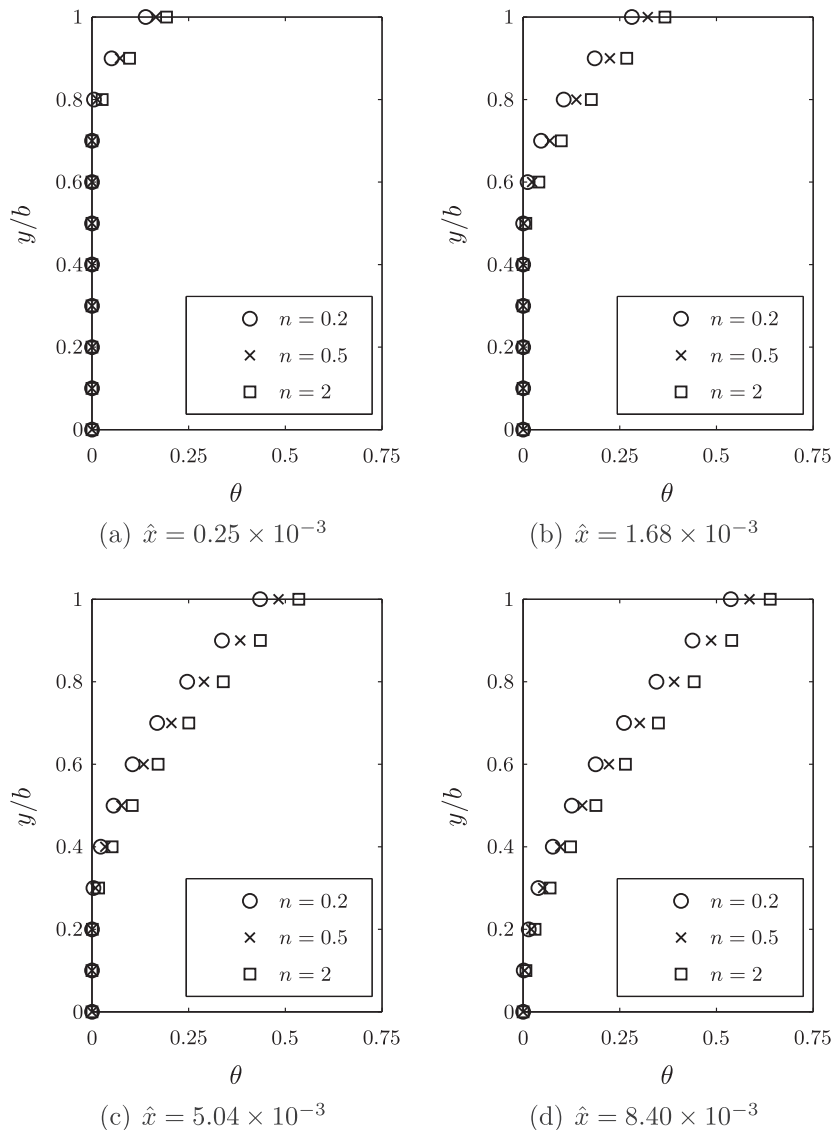 1
0.8
0.6
0.4
0.2
0
y/b
n = 0.2
n = 0.5
n = 2
0 0.25 0.5 0.75
θ
(a) x̂ = 0.25 × 10⁻³
1
0.8
0.6
0.4
0.2
0
y/b
n = 0.2
n = 0.5
n = 2
0 0.25 0.5 0.75
θ
(b) x̂ = 1.68 × 10⁻³
1
0.8
0.6
0.4
0.2
0
y/b
n = 0.2
n = 0.5
n = 2
0 0.25 0.5 0.75
θ
(c) x̂ = 5.04 × 10⁻³
1
0.8
0.6
0.4
0.2
0
y/b
n = 0.2
n = 0.5
n = 2
0 0.25 0.5 0.75
θ
(d) x̂ = 8.40 × 10⁻³